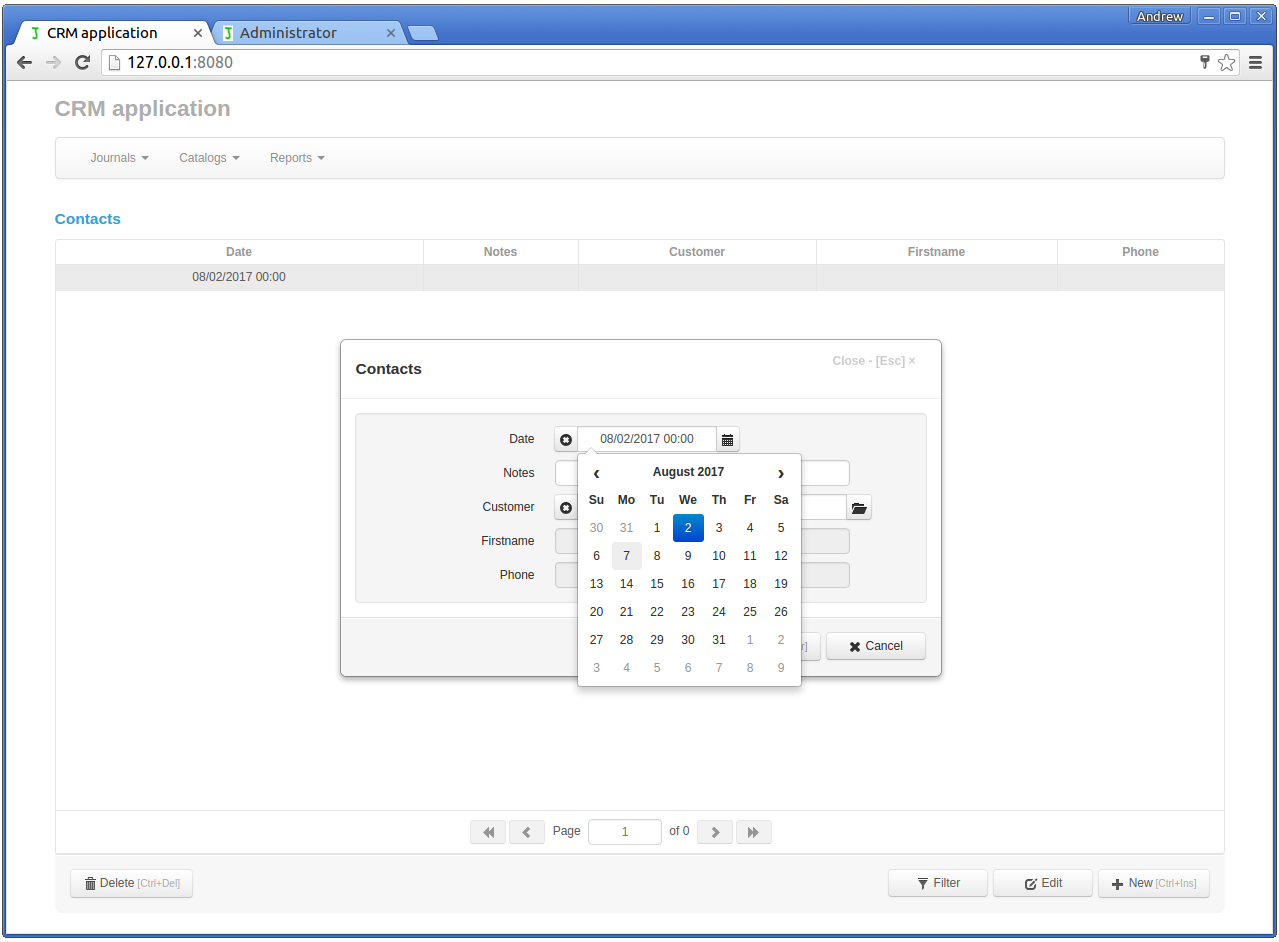 Andrew
CRM application
Administrator
127.0.0.1:8080
CRM application
Journals Catalogs Reports
Contacts
Date Notes Customer Firstname Phone
08/02/2017 00:00
Contacts
Close - [Esc] ×
Date 08/02/2017 00:00
Notes
Customer
Firstname
Phone
‹ August 2017 ›
Su Mo Tu We Th Fr Sa
30 31 1 2 3 4 5
6 7 8 9 10 11 12
13 14 15 16 17 18 19
20 21 22 23 24 25 26
27 28 29 30 31 1 2
3 4 5 6 7 8 9
r] Cancel
Page 1 of 0
Delete [Ctrl+Del] Filter Edit New [Ctrl+Ins]